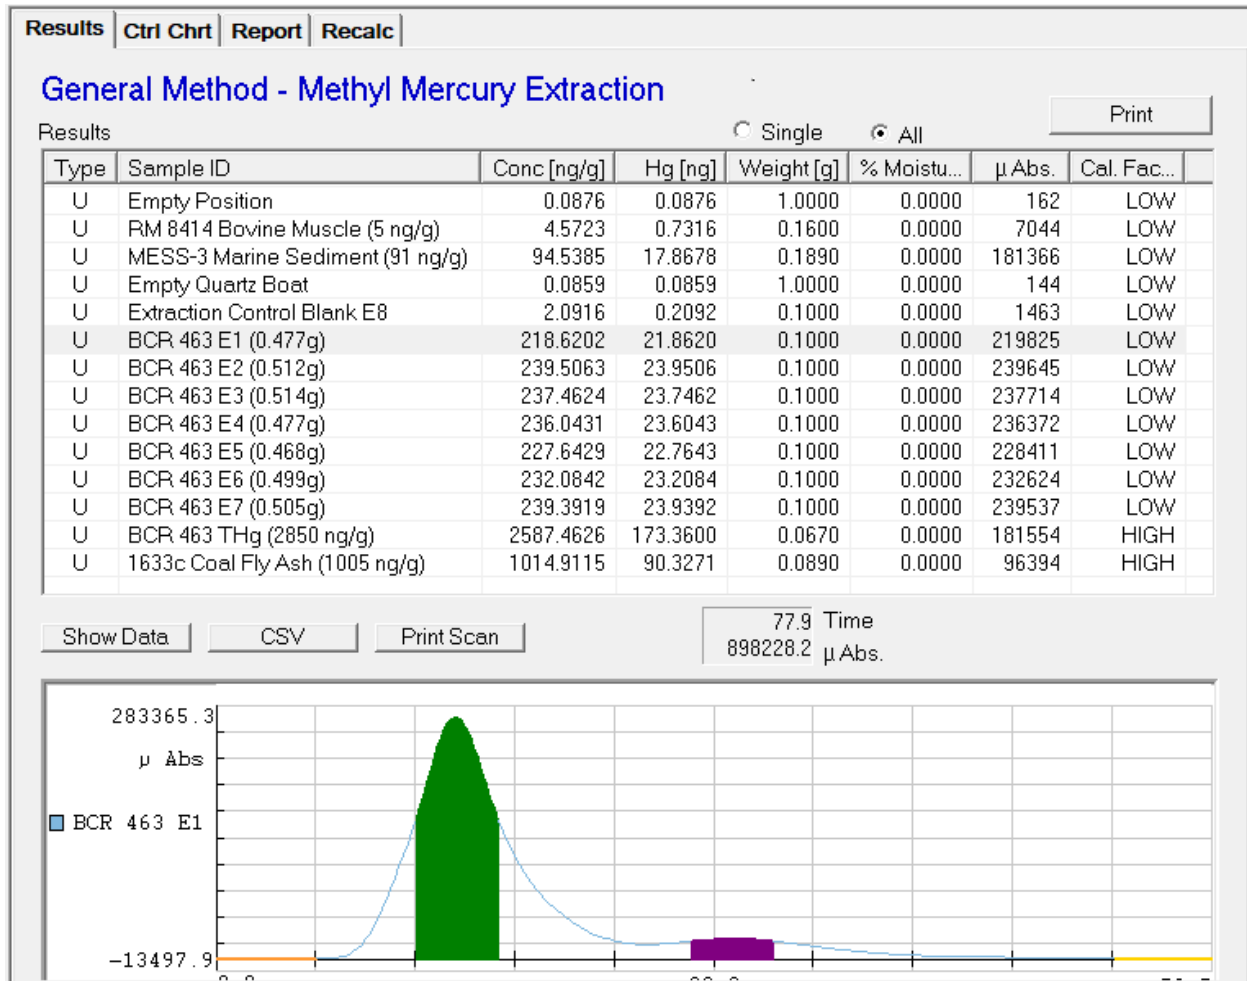 Results Ctrl Chrt Report Recalc
General Method - Methyl Mercury Extraction
Print
Results Single All
Type Sample ID Conc [ng/g] Hg [ng] Weight [g] % Moistu... µ Abs. Cal. Fac...
U Empty Position 0.0876 0.0876 1.0000 0.0000 162 LOW
U RM 8414 Bovine Muscle (5 ng/g) 4.5723 0.7316 0.1600 0.0000 7044 LOW
U MESS-3 Marine Sediment (91 ng/g) 94.5385 17.8678 0.1890 0.0000 181366 LOW
U Empty Quartz Boat 0.0859 0.0859 1.0000 0.0000 144 LOW
U Extraction Control Blank E8 2.0916 0.2092 0.1000 0.0000 1463 LOW
U BCR 463 E1 (0.477g) 218.6202 21.8620 0.1000 0.0000 219825 LOW
U BCR 463 E2 (0.512g) 239.5063 23.9506 0.1000 0.0000 239645 LOW
U BCR 463 E3 (0.514g) 237.4624 23.7462 0.1000 0.0000 237714 LOW
U BCR 463 E4 (0.477g) 236.0431 23.6043 0.1000 0.0000 236372 LOW
U BCR 463 E5 (0.468g) 227.6429 22.7643 0.1000 0.0000 228411 LOW
U BCR 463 E6 (0.499g) 232.0842 23.2084 0.1000 0.0000 232624 LOW
U BCR 463 E7 (0.505g) 239.3919 23.9392 0.1000 0.0000 239537 LOW
U BCR 463 THg (2850 ng/g) 2587.4626 173.3600 0.0670 0.0000 181554 HIGH
U 1633c Coal Fly Ash (1005 ng/g) 1014.9115 90.3271 0.0890 0.0000 96394 HIGH
Show Data CSV Print Scan
77.9 Time
898228.2 µ Abs.
283365.3
µ Abs
BCR 463 E1
-13497.9